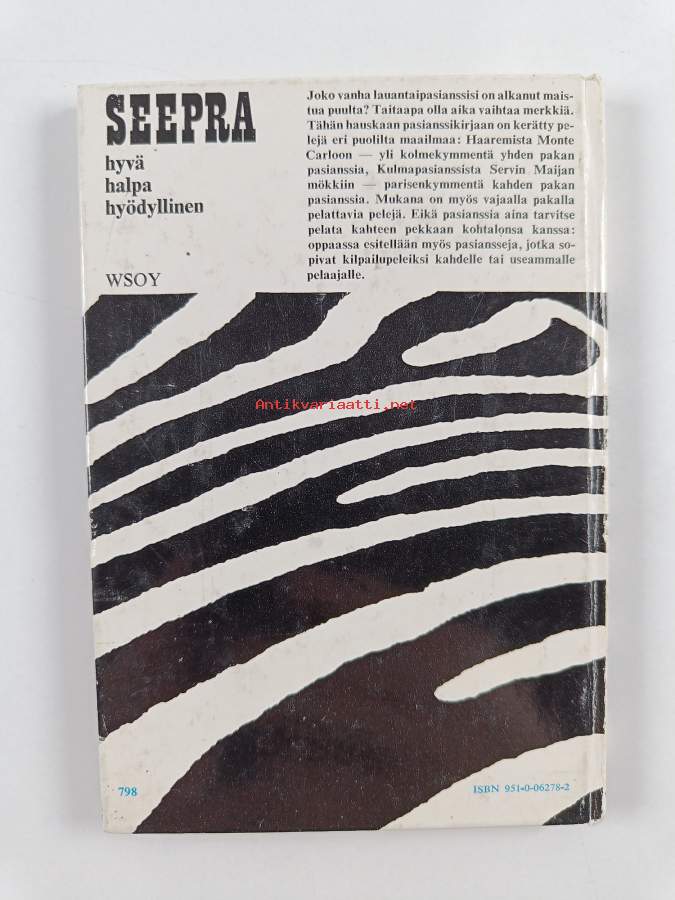 SEEPRA
hyvä
halpa
hyödyllinen
WSOY
Joko vanha lauantaipasianssisi on alkanut mais-
tua puulta? Taitaapa olla aika vaihtaa merkkiä.
Tähän hauskaan pasianssikirjaan on kerätty pe-
lejä eri puolilta maailmaa: Haaremista Monte
Carloon — yli kolmekymmentä yhden pakan
pasianssia, Kulmapasianssista Servin Maijan
mökkiin — parisenkymmentä kahden pakan
pasianssia. Mukana on myös vajaalla pakalla
pelattavia pelejä. Eikä pasianssia aina tarvitse
pelata kahteen pekkaan kohtalonsa kanssa:
oppaassa esitellään myös pasiansseja, jotka so-
pivat kilpailupeleiksi kahdelle tai useammalle
pelaajalle.
Antikvariaatti.net
798
ISBN 951-0-06278-2